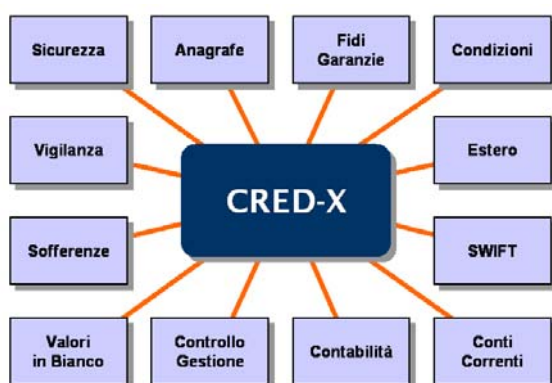 Sicurezza
Anagrafe
Fidi
Garanzie
Condizioni
Vigilanza
Estero
CRED-X
Sofferenze
SWIFT
Valori
in Bianco
Controllo
Gestione
Contabilità
Conti
Correnti